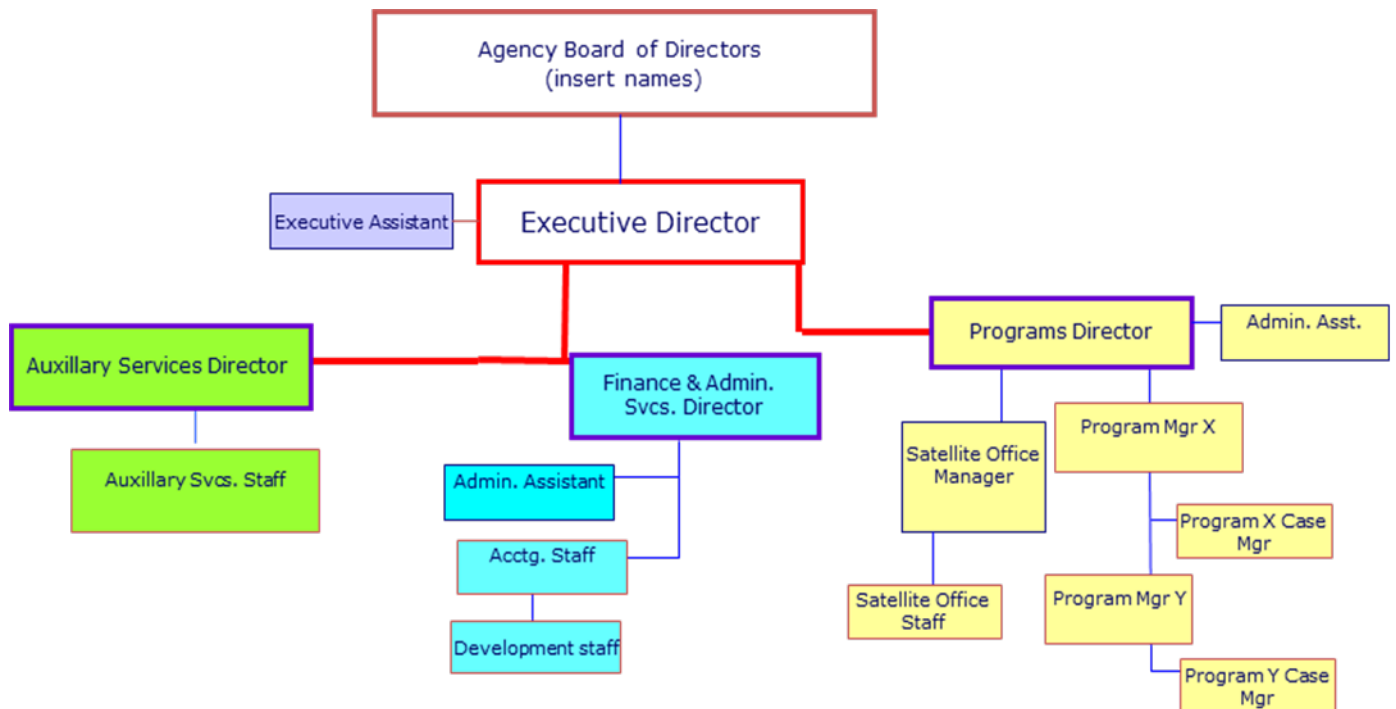 Agency Board of Directors
(insert names)
Executive Assistant
Executive Director
Auxillary Services Director
Finance & Admin.
Svcs. Director
Programs Director
Admin. Asst.
Auxillary Svcs. Staff
Admin. Assistant
Acctg. Staff
Development staff
Satellite Office
Manager
Satellite Office
Staff
Program Mgr X
Program X Case
Mgr
Program Mgr Y
Program Y Case
Mgr